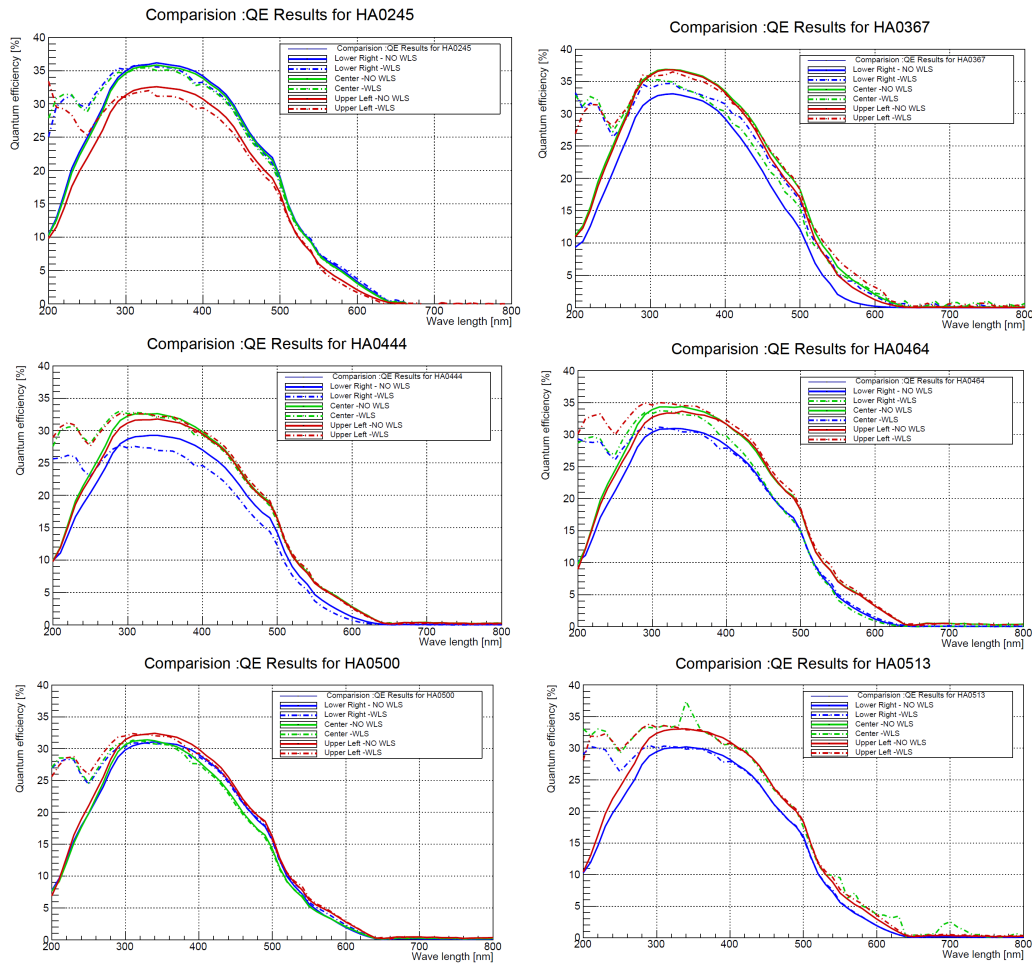 Comparision :QE Results for HA0245
Quantum efficiency [%]
40
35
30
25
20
15
10
5
0
200 300 400 500 600 700 800
Wave length [nm]
Comparision :QE Results for HA0245
Lower Right -NO WLS
Lower Right -WLS
Center -NO WLS
Center -WLS
Upper Left -NO WLS
Upper Left -WLS
Comparision :QE Results for HA0367
Quantum efficiency [%]
40
35
30
25
20
15
10
5
0
200 300 400 500 600 700 800
Wave length [nm]
Comparision :QE Results for HA0367
Lower Right -NO WLS
Lower Right -WLS
Center -NO WLS
Center -WLS
Upper Left -NO WLS
Upper Left -WLS
Comparision :QE Results for HA0444
Quantum efficiency [%]
40
35
30
25
20
15
10
5
0
200 300 400 500 600 700 800
Wave length [nm]
Comparision :QE Results for HA0444
Lower Right - NO WLS
Lower Right -WLS
Center -NO WLS
Center -WLS
Upper Left -NO WLS
Upper Left -WLS
Comparision :QE Results for HA0464
Quantum efficiency [%]
40
35
30
25
20
15
10
5
0
200 300 400 500 600 700 800
Wave length [nm]
Comparision :QE Results for HA0464
Lower Right - NO WLS
Lower Right -WLS
Center -NO WLS
Center -WLS
Upper Left -NO WLS
Upper Left -WLS
Comparision :QE Results for HA0500
Quantum efficiency [%]
40
35
30
25
20
15
10
5
0
200 300 400 500 600 700 800
Wave length [nm]
Comparision :QE Results for HA0500
Lower Right - NO WLS
Lower Right -WLS
Center -NO WLS
Center -WLS
Upper Left -NO WLS
Upper Left -WLS
Comparision :QE Results for HA0513
Quantum efficiency [%]
40
35
30
25
20
15
10
5
0
200 300 400 500 600 700 800
Wave length [nm]
Comparision :QE Results for HA0513
Lower Right - NO WLS
Lower Right -WLS
Center -NO WLS
Center -WLS
Upper Left -NO WLS
Upper Left -WLS